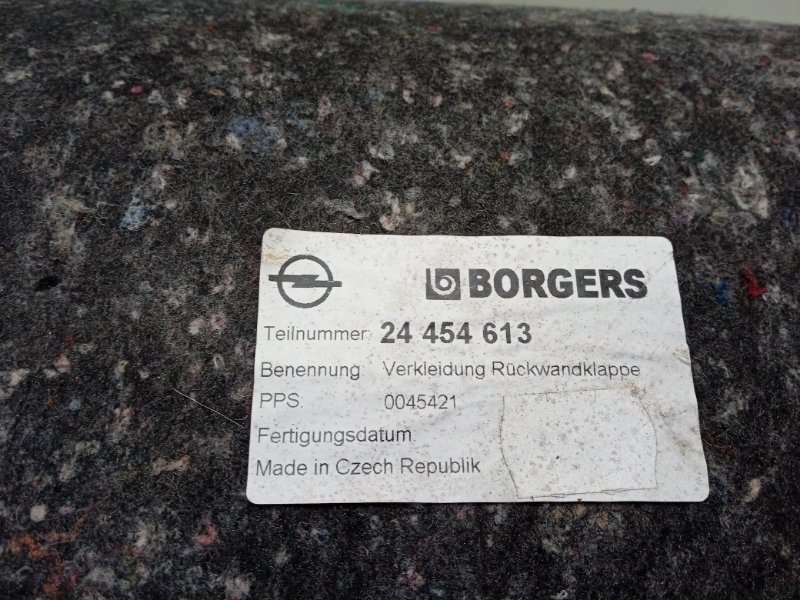 BORGERS
Teilnummer: 24 454 613
Benennung: Verkleidung Rückwandklappe
PPS: 0045421
Fertigungsdatum:
Made in Czech Republik